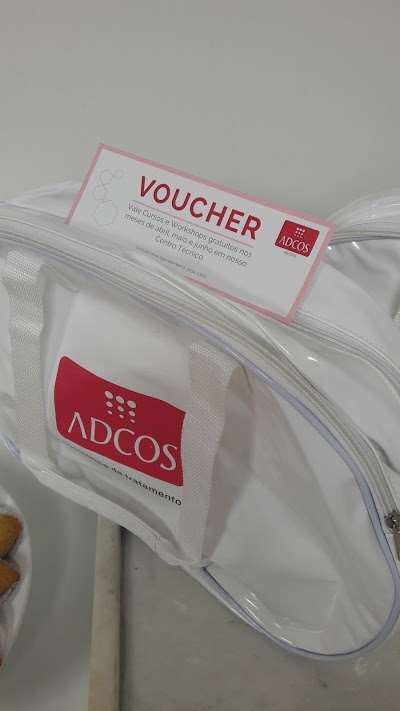 VOUCHER
Vale Cursos e Workshops gratuitos nos
meses de abril, maio e junho em nosso
Centro Técnico
ADCOS
ADCOS
de tratamento